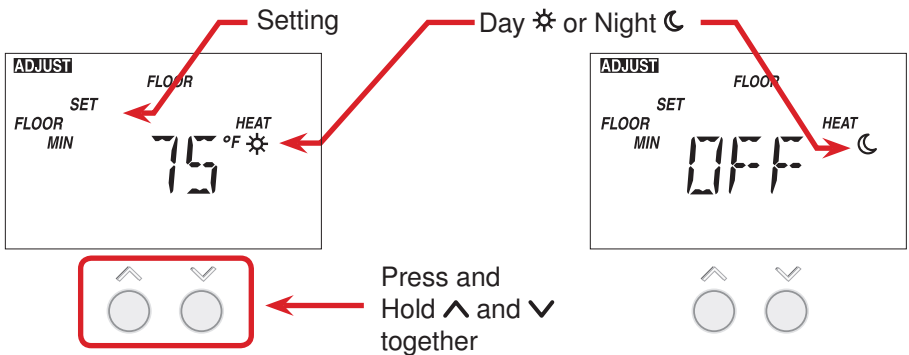 Setting
Day ☼ or Night ☾
ADJUST
FLOOR
SET
FLOOR
HEAT
MIN
75 °F ☼
ADJUST
FLOOR
SET
FLOOR
HEAT
MIN
OFF ☾
Press and
Hold ∧ and ∨
together